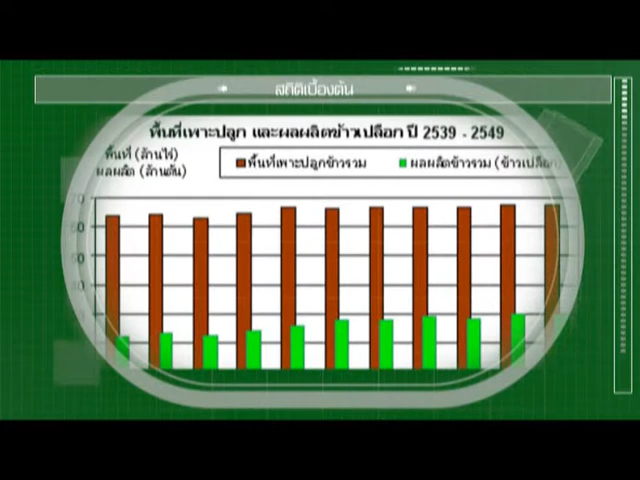 สถิติเบื้องต้น
พื้นที่เพาะปลูก และผลผลิตข้าวเปลือก ปี 2539 - 2549
พื้นที่ (ล้านไร่)
ผลผลิต (ล้านตัน)
พื้นที่เพาะปลูกข้าวรวม ผลผลิตข้าวรวม (ข้าวเปลือก)
70
60
50
40